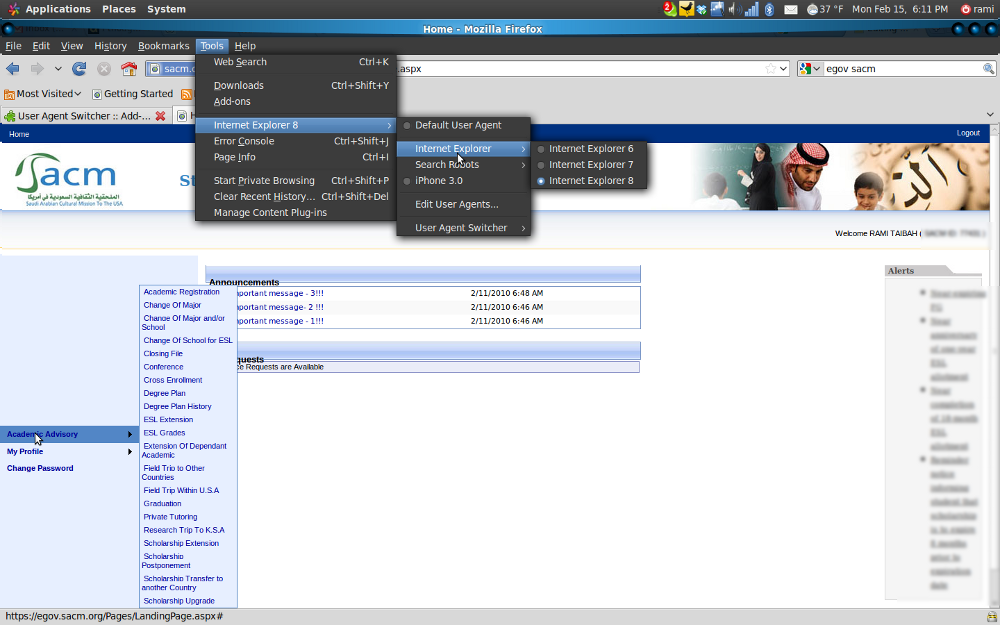 Applications Places System
2
37 °F Mon Feb 15, 6:11 PM rami
Home - Mozilla Firefox
File Edit View History Bookmarks Tools Help
sacm. .aspx
egov sacm
Most Visited Getting Started
User Agent Switcher :: Add-...
Web Search Ctrl+K
Downloads Ctrl+Shift+Y
Add-ons
Internet Explorer 8
Error Console Ctrl+Shift+J
Page Info Ctrl+I
Start Private Browsing Ctrl+Shift+P
Clear Recent History... Ctrl+Shift+Del
Manage Content Plug-ins
Default User Agent
Internet Explorer
Search Robots
iPhone 3.0
Edit User Agents...
User Agent Switcher
Internet Explorer 6
Internet Explorer 7
Internet Explorer 8
Home Logout
Sacm
الملحقية الثقافية السعودية في أمريكا
Saudi Arabian Cultural Mission To The USA
St
Welcome RAMI TAIBAH (
Announcements
portant message - 3!!! 2/11/2010 6:48 AM
portant message- 2 !!! 2/11/2010 6:46 AM
portant message - 1!!! 2/11/2010 6:46 AM
quests
ce Requests are Available
Alerts
Academic Advisory
My Profile
Change Password
Academic Registration
Change Of Major
Change Of Major and/or
School
Change Of School for ESL
Closing File
Conference
Cross Enrollment
Degree Plan
Degree Plan History
ESL Extension
ESL Grades
Extension Of Dependant
Academic
Field Trip to Other
Countries
Field Trip Within U.S.A
Graduation
Private Tutoring
Research Trip To K.S.A
Scholarship Extension
Scholarship
Postponement
Scholarship Transfer to
another Country
Scholarship Upgrade
https://egov.sacm.org/Pages/LandingPage.aspx#